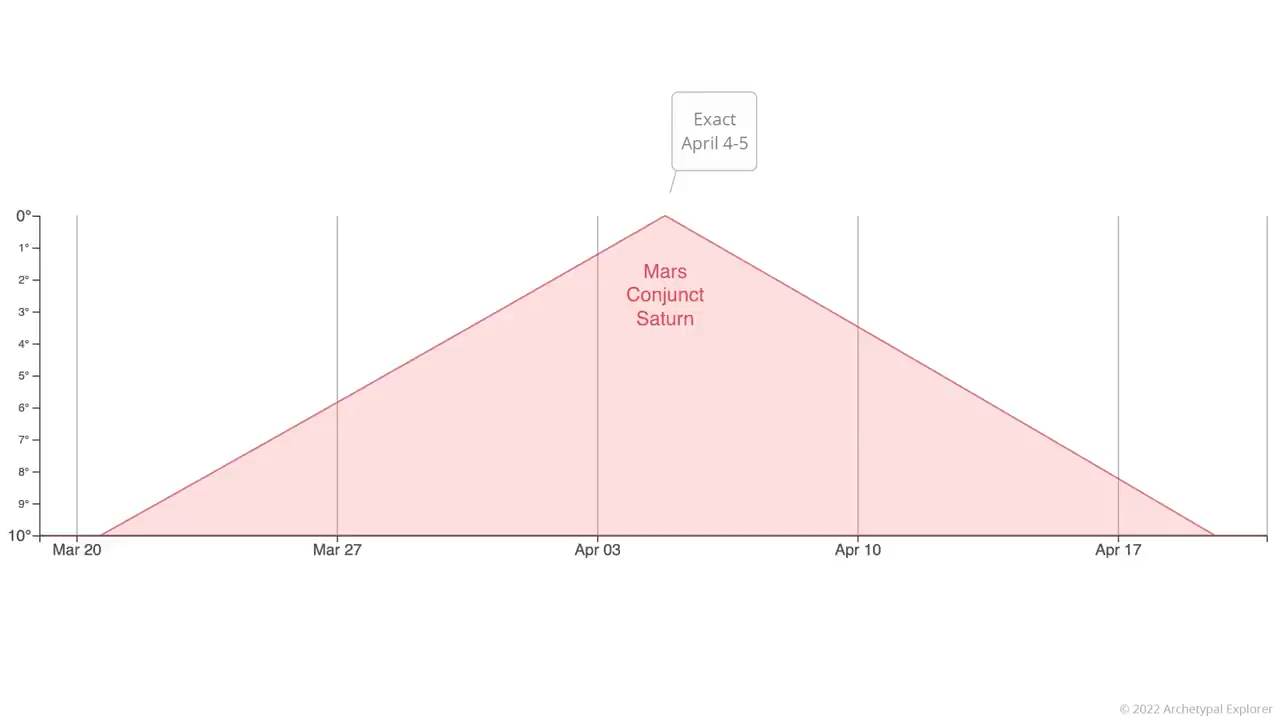 Exact
April 4-5
0°
1°
2°
3°
4°
5°
6°
7°
8°
9°
10°
Mars
Conjunct
Saturn
Mar 20 Mar 27 Apr 03 Apr 10 Apr 17
© 2022 Archetypal Explorer